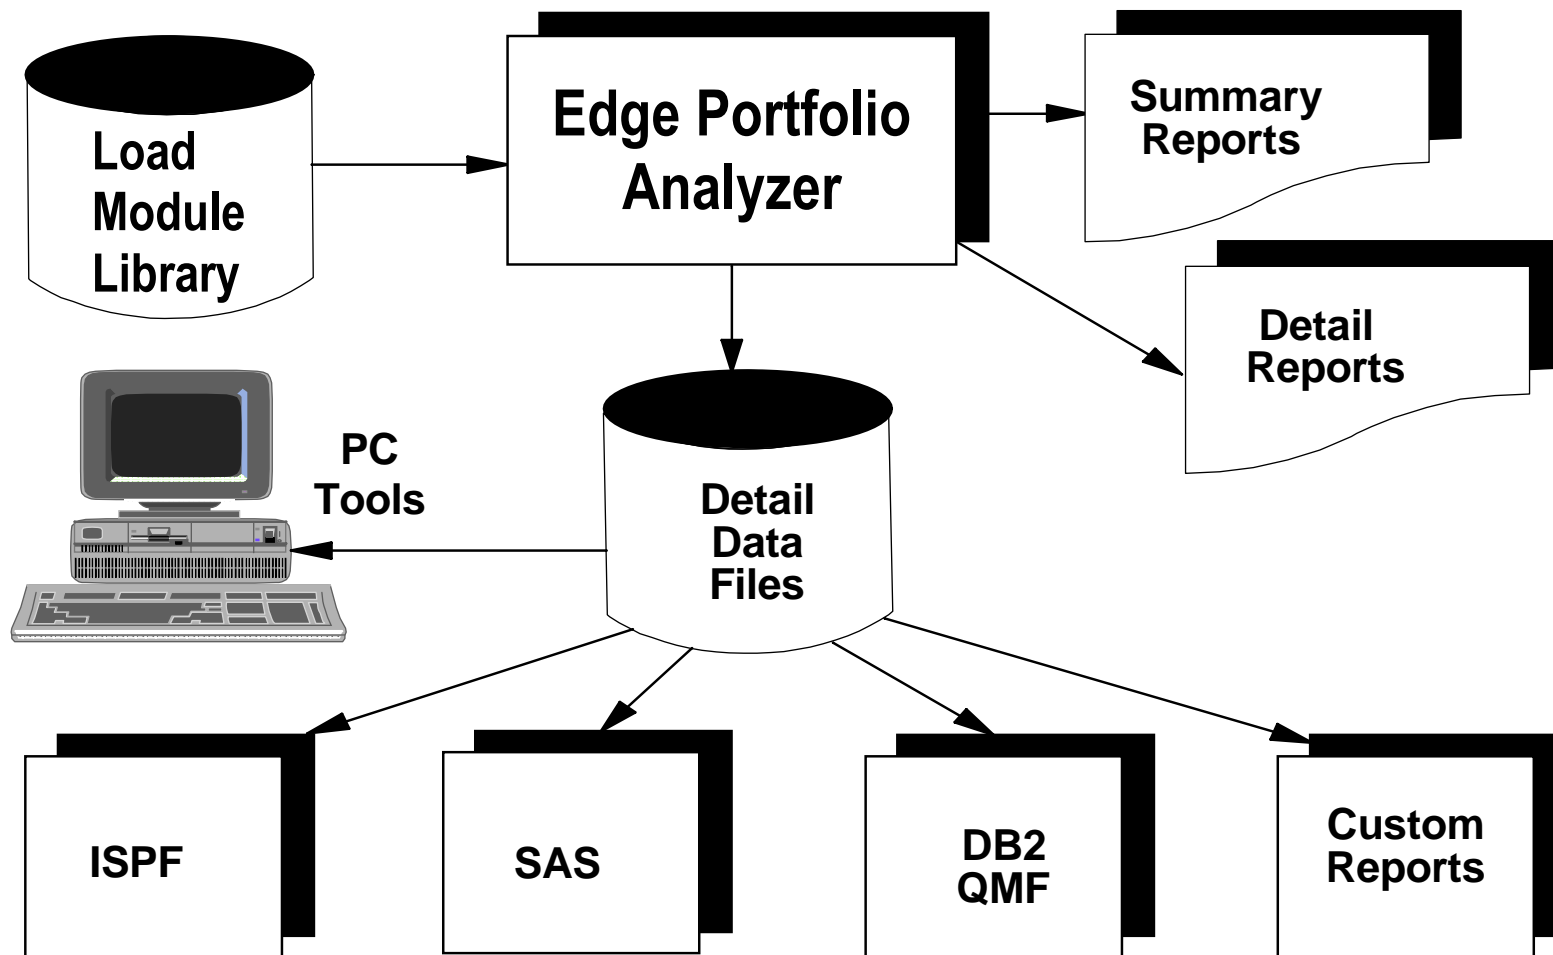 Load
Module
Library
Edge Portfolio
Analyzer
Summary
Reports
Detail
Reports
PC
Tools
Detail
Data
Files
ISPF
SAS
DB2
QMF
Custom
Reports